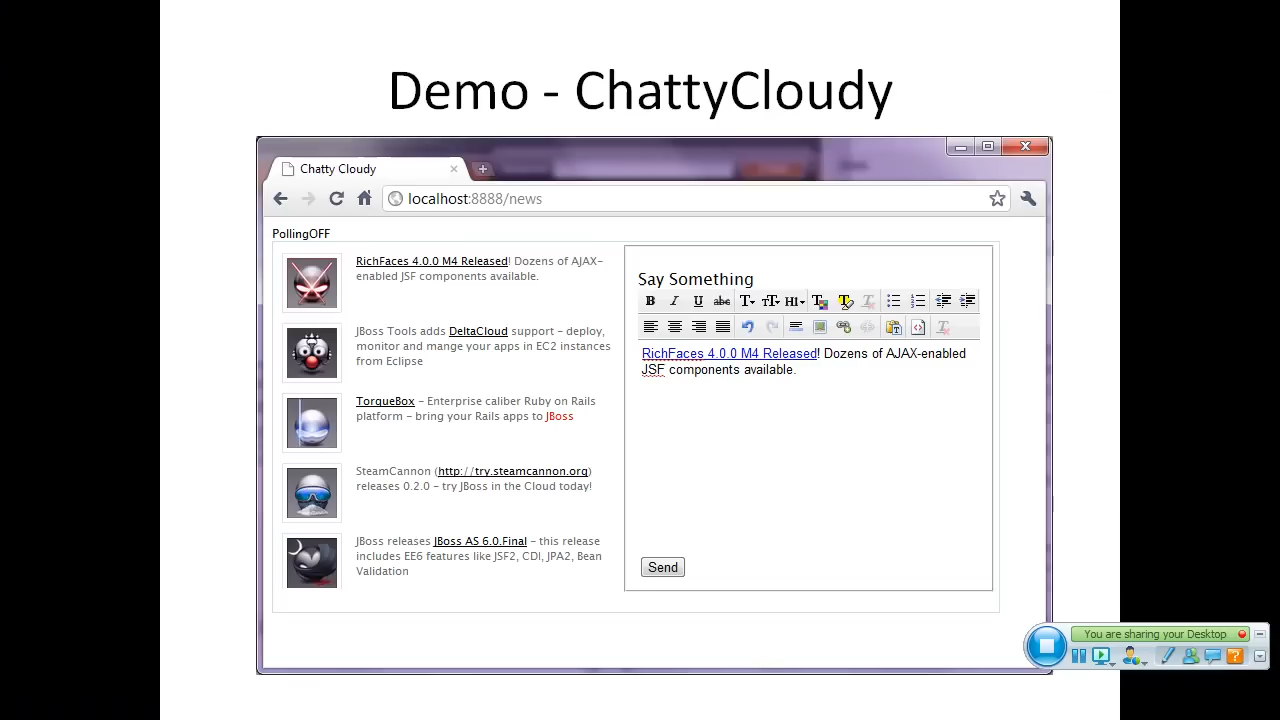 Demo - ChattyCloudy
Chatty Cloudy
localhost:8888/news
PollingOFF
RichFaces 4.0.0 M4 Released! Dozens of AJAX-
enabled JSF components available.
JBoss Tools adds DeltaCloud support - deploy,
monitor and mange your apps in EC2 instances
from Eclipse
TorqueBox - Enterprise caliber Ruby on Rails
platform - bring your Rails apps to JBoss
SteamCannon (http://try.steamcannon.org)
releases 0.2.0 - try JBoss in the Cloud today!
JBoss releases JBoss AS 6.0.Final - this release
includes EE6 features like JSF2, CDI, JPA2, Bean
Validation
Say Something
B I U abc T TT H1 T T T
T
RichFaces 4.0.0 M4 Released! Dozens of AJAX-enabled
JSF components available.
Send
You are sharing your Desktop